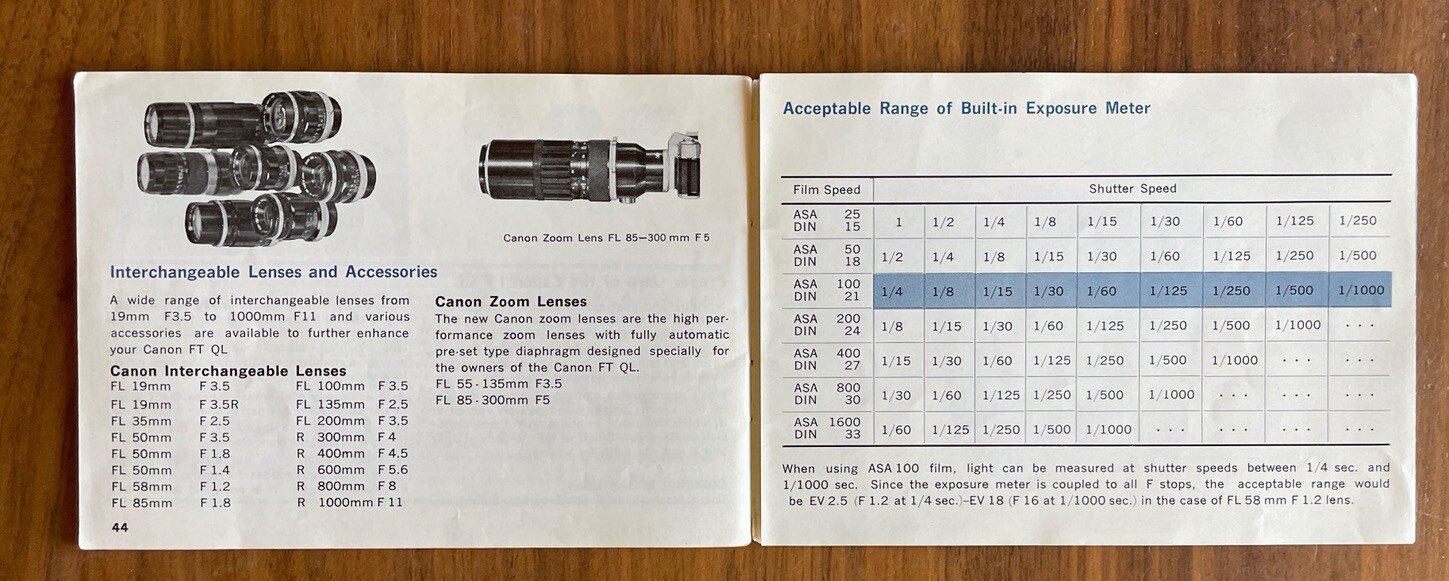 Canon Zoom Lens FL 85—300 mm F 5
Interchangeable Lenses and Accessories
A wide range of interchangeable lenses from
19mm F3.5 to 1000mm F11 and various
accessories are available to further enhance
your Canon FT QL
Canon Interchangeable Lenses
FL 19mm F 3.5
FL 19mm F 3.5R
FL 35mm F 2.5
FL 50mm F 3.5
FL 50mm F 1.8
FL 50mm F 1.4
FL 58mm F 1.2
FL 85mm F 1.8
FL 100mm F 3.5
FL 135mm F 2.5
FL 200mm F 3.5
R 300mm F 4
R 400mm F 4.5
R 600mm F 5.6
R 800mm F 8
R 1000mm F 11
Canon Zoom Lenses
The new Canon zoom lenses are the high per-
formance zoom lenses with fully automatic
pre-set type diaphragm designed specially for
the owners of the Canon FT QL.
FL 55-135mm F3.5
FL 85-300mm F5
44
Acceptable Range of Built-in Exposure Meter
Film Speed Shutter Speed
ASA 25
DIN 15
1 1/2 1/4 1/8 1/15 1/30 1/60 1/125 1/250
ASA 50
DIN 18
1/2 1/4 1/8 1/15 1/30 1/60 1/125 1/250 1/500
ASA 100
DIN 21
1/4 1/8 1/15 1/30 1/60 1/125 1/250 1/500 1/1000
ASA 200
DIN 24
1/8 1/15 1/30 1/60 1/125 1/250 1/500 1/1000 · · ·
ASA 400
DIN 27
1/15 1/30 1/60 1/125 1/250 1/500 1/1000 · · · · · ·
ASA 800
DIN 30
1/30 1/60 1/125 1/250 1/500 1/1000 · · · · · · · · ·
ASA 1600
DIN 33
1/60 1/125 1/250 1/500 1/1000 · · · · · · · · · · · ·
When using ASA 100 film, light can be measured at shutter speeds between 1/4 sec. and
1/1000 sec. Since the exposure meter is coupled to all F stops, the acceptable range would
be EV 2.5 (F 1.2 at 1/4 sec.)–EV 18 (F 16 at 1/1000 sec.) in the case of FL 58 mm F 1.2 lens.